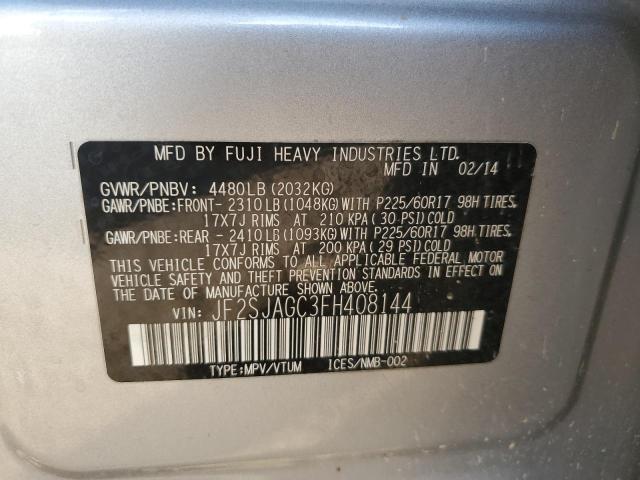 MFD BY FUJI HEAVY INDUSTRIES LTD.
MFD IN 02/14
GVWR/PNBV: 4480LB(2032KG)
GAWR/PNBE:FRONT- 2310LB(1048KG)WITH P225/60R17 98H TIRES,
17X7J RIMS AT 210 KPA(30 PSI)COLD
GAWR/PNBE:REAR - 2410LB(1093KG)WITH P225/60R17 98H TIRES,
17X7J RIMS AT 200 KPA(29 PSI)COLD
THIS VEHICLE CONFORMS TO ALL APPLICABLE FEDERAL MOTOR
VEHICLE SAFETY AND THEFT PREVENTION STANDARDS IN EFFECT ON
THE DATE OF MANUFACTURE SHOWN ABOVE.
VIN: JF2SJAGC3FH408144
TYPE:MPV/VTUM ICES/NMB-002